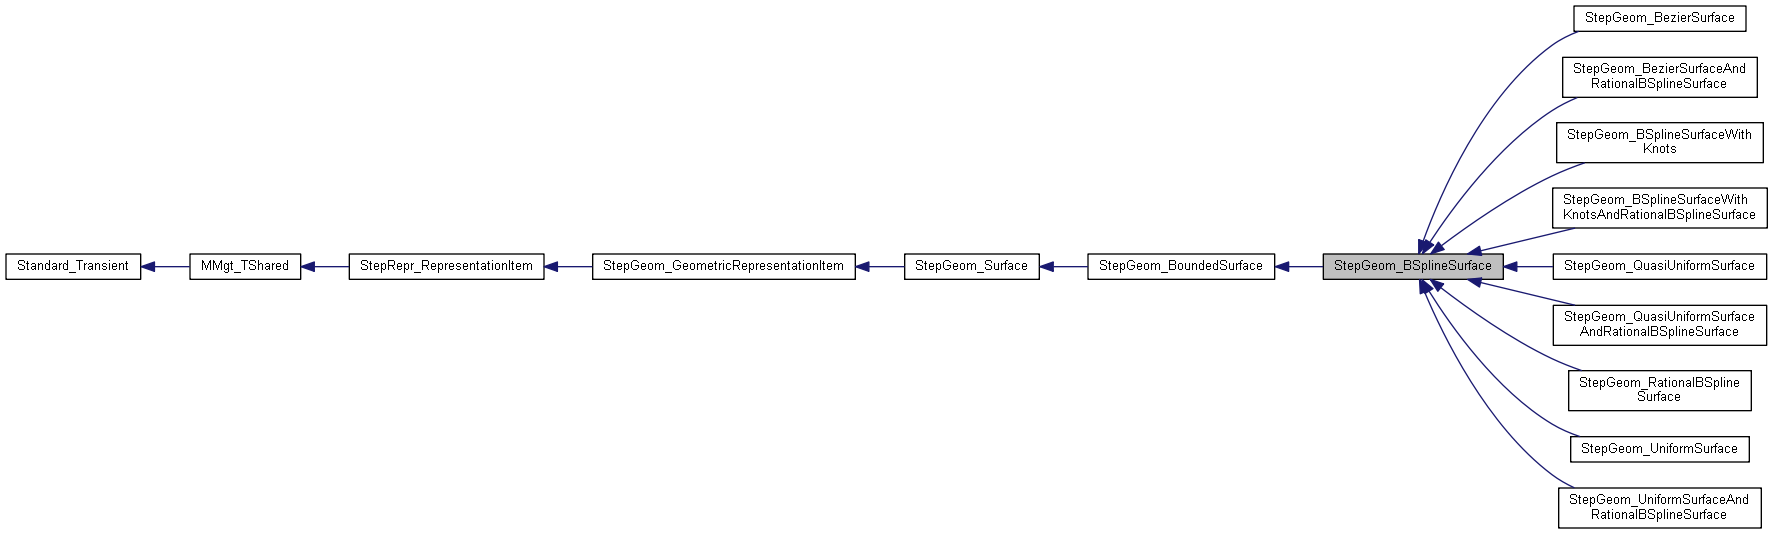 Standard_Transient
MMgt_TShared
StepRepr_RepresentationItem
StepGeom_GeometricRepresentationItem
StepGeom_Surface
StepGeom_BoundedSurface
StepGeom_BSplineSurface
StepGeom_BezierSurface
StepGeom_BezierSurfaceAnd
RationalBSplineSurface
StepGeom_BSplineSurfaceWith
Knots
StepGeom_BSplineSurfaceWith
KnotsAndRationalBSplineSurface
StepGeom_QuasiUniformSurface
StepGeom_QuasiUniformSurface
AndRationalBSplineSurface
StepGeom_RationalBSpline
Surface
StepGeom_UniformSurface
StepGeom_UniformSurfaceAnd
RationalBSplineSurface